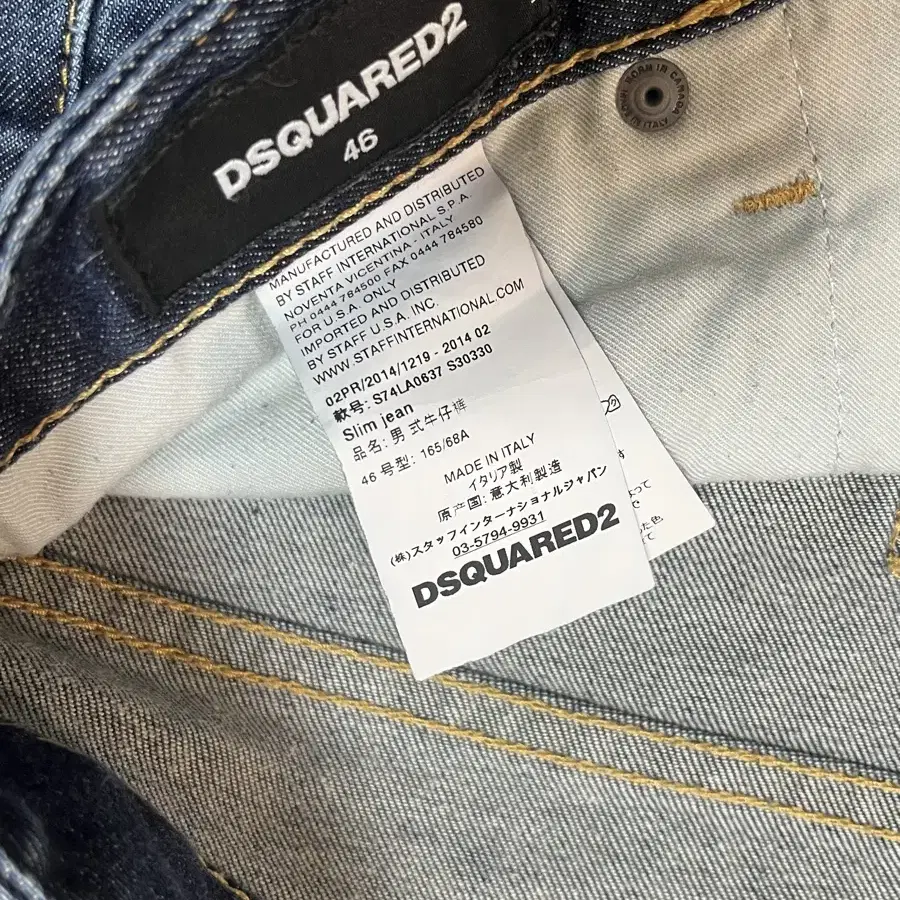 DSQUARED2
46
BORN IN CANADA
MANUFACTURED AND DISTRIBUTED
BY STAFF INTERNATIONAL S.P.A.
NOVENTA VICENTINA - ITALY
PH 0444 784500 FAX 0444 784580
FOR U.S.A. ONLY
IMPORTED AND DISTRIBUTED
BY STAFF U.S.A. INC.
WWW.STAFFINTERNATIONAL.COM
02PR/2014/1219 - 2014 02
款号: S74LA0637 S30330
Slim jean
品名: 男式牛仔裤
46 号型: 165/68A
MADE IN ITALY
イタリア製
原产国: 意大利製造
(株)スタッフインターナショナルジャパン
03-5794-9931
DSQUARED2